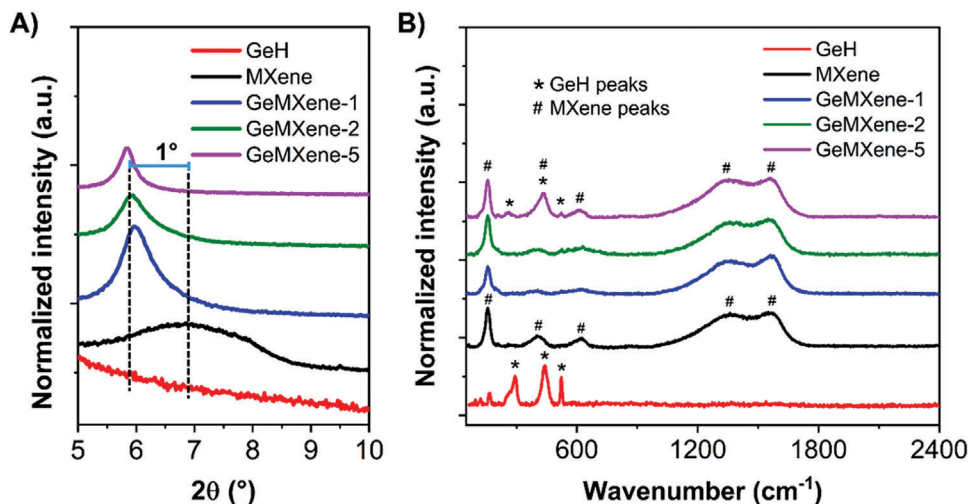 A)
GeH
MXene
GeMXene-1
GeMXene-2
GeMXene-5
1°
Normalized intensity (a.u.)
5 6 7 8 9 10
2θ (°)
B)
GeH
MXene
GeMXene-1
GeMXene-2
GeMXene-5
* GeH peaks
# MXene peaks
# # # #
* * * #
# # # # #
* * *
Normalized intensity (a.u.)
600 1200 1800 2400
Wavenumber (cm⁻¹)